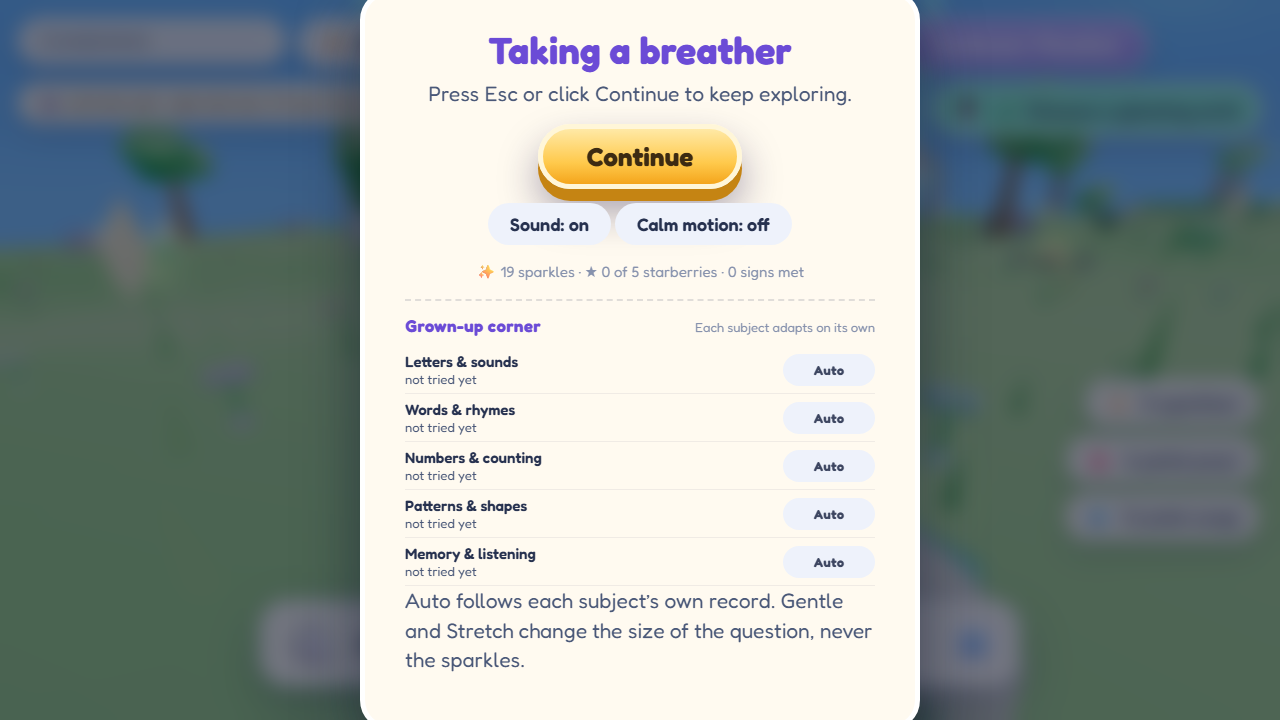 Taking a breather
Press Esc or click Continue to keep exploring.
Continue
Sound: on
Calm motion: off
✨ 19 sparkles · ★ 0 of 5 starberries · 0 signs met
Grown-up corner
Each subject adapts on its own
Letters & sounds
not tried yet
Auto
Words & rhymes
not tried yet
Auto
Numbers & counting
not tried yet
Auto
Patterns & shapes
not tried yet
Auto
Memory & listening
not tried yet
Auto
Auto follows each subject’s own record. Gentle
and Stretch change the size of the question, never
the sparkles.